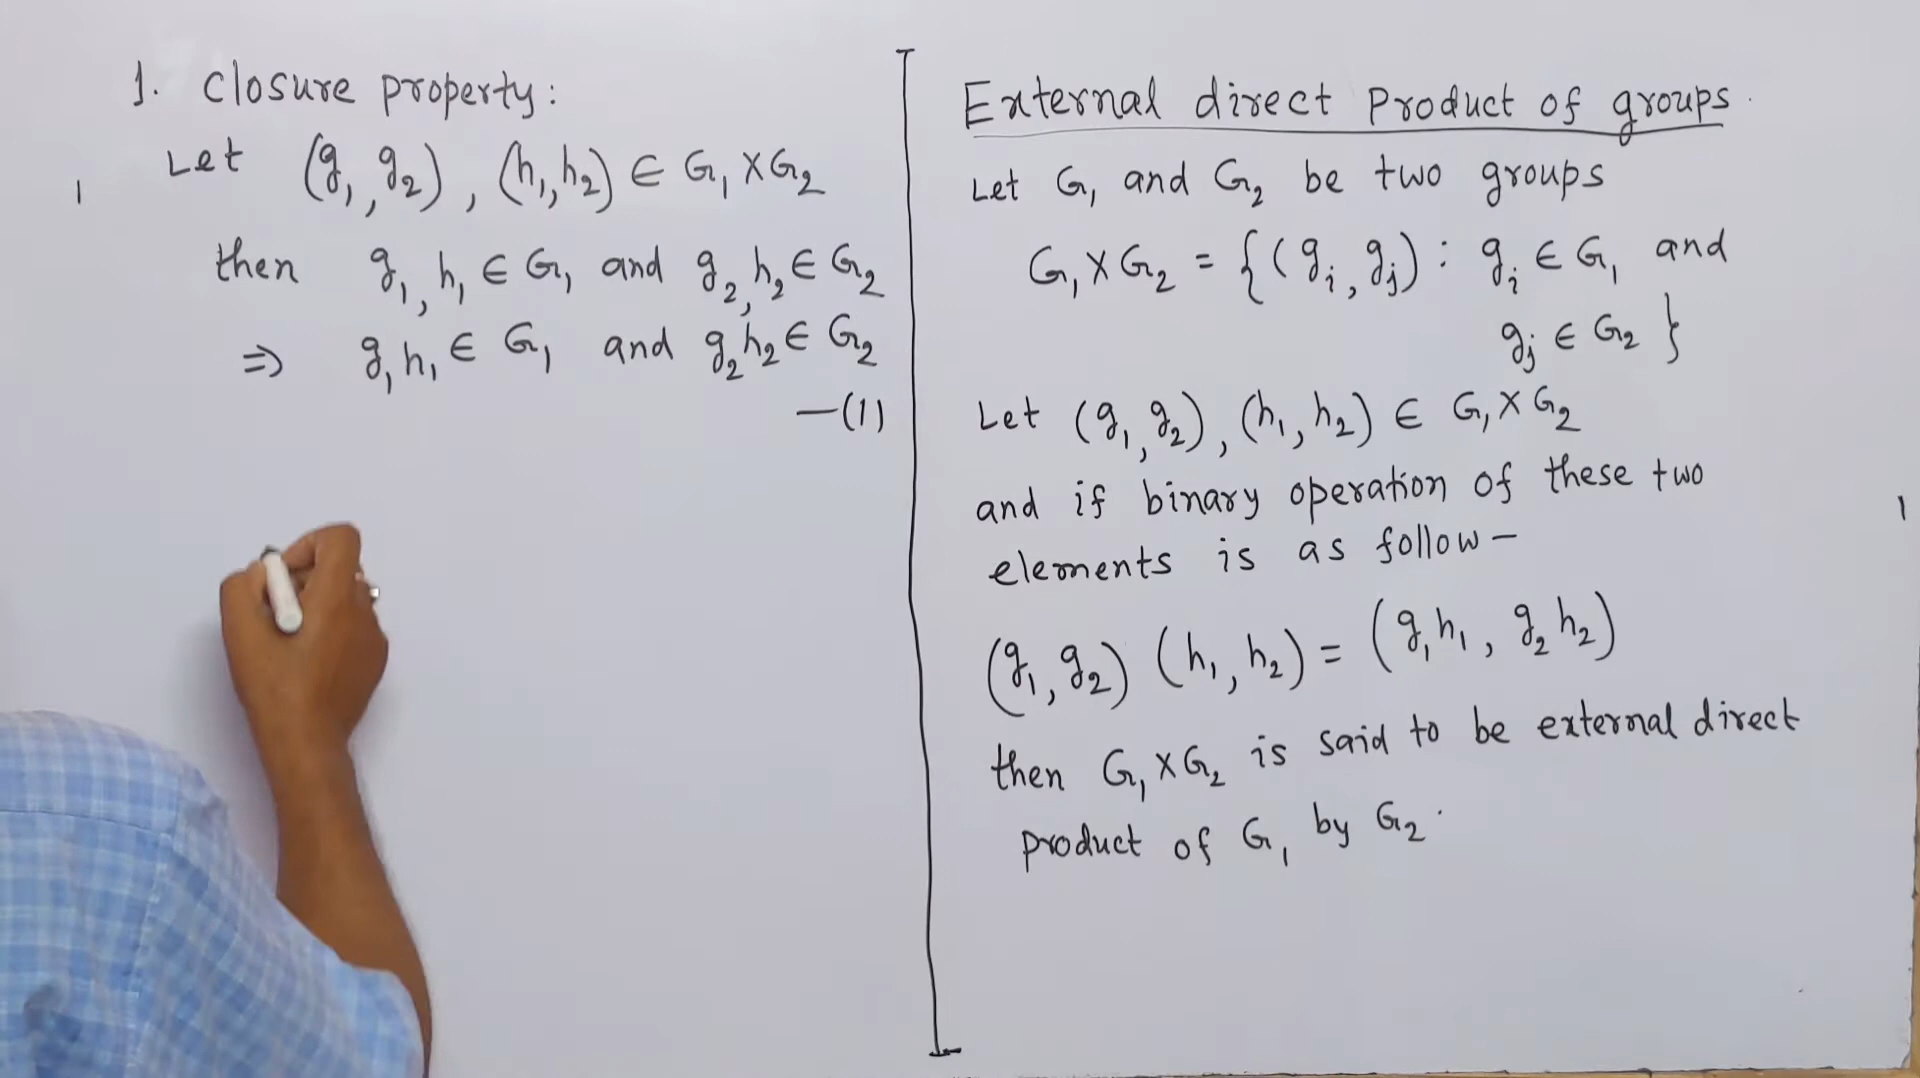 1. Closure property:
Let (g₁, g₂), (h₁, h₂) ∈ G₁ × G₂
then g₁, h₁ ∈ G₁ and g₂, h₂ ∈ G₂
⇒ g₁h₁ ∈ G₁ and g₂h₂ ∈ G₂
—(1)
External direct product of groups.
Let G₁ and G₂ be two groups
G₁ × G₂ = {(gᵢ, gⱼ) : gᵢ ∈ G₁ and
gⱼ ∈ G₂ }
Let (g₁, g₂), (h₁, h₂) ∈ G₁ × G₂
and if binary operation of these two
elements is as follow –
(g₁, g₂) (h₁, h₂) = (g₁h₁, g₂h₂)
then G₁ × G₂ is said to be external direct
product of G₁ by G₂.